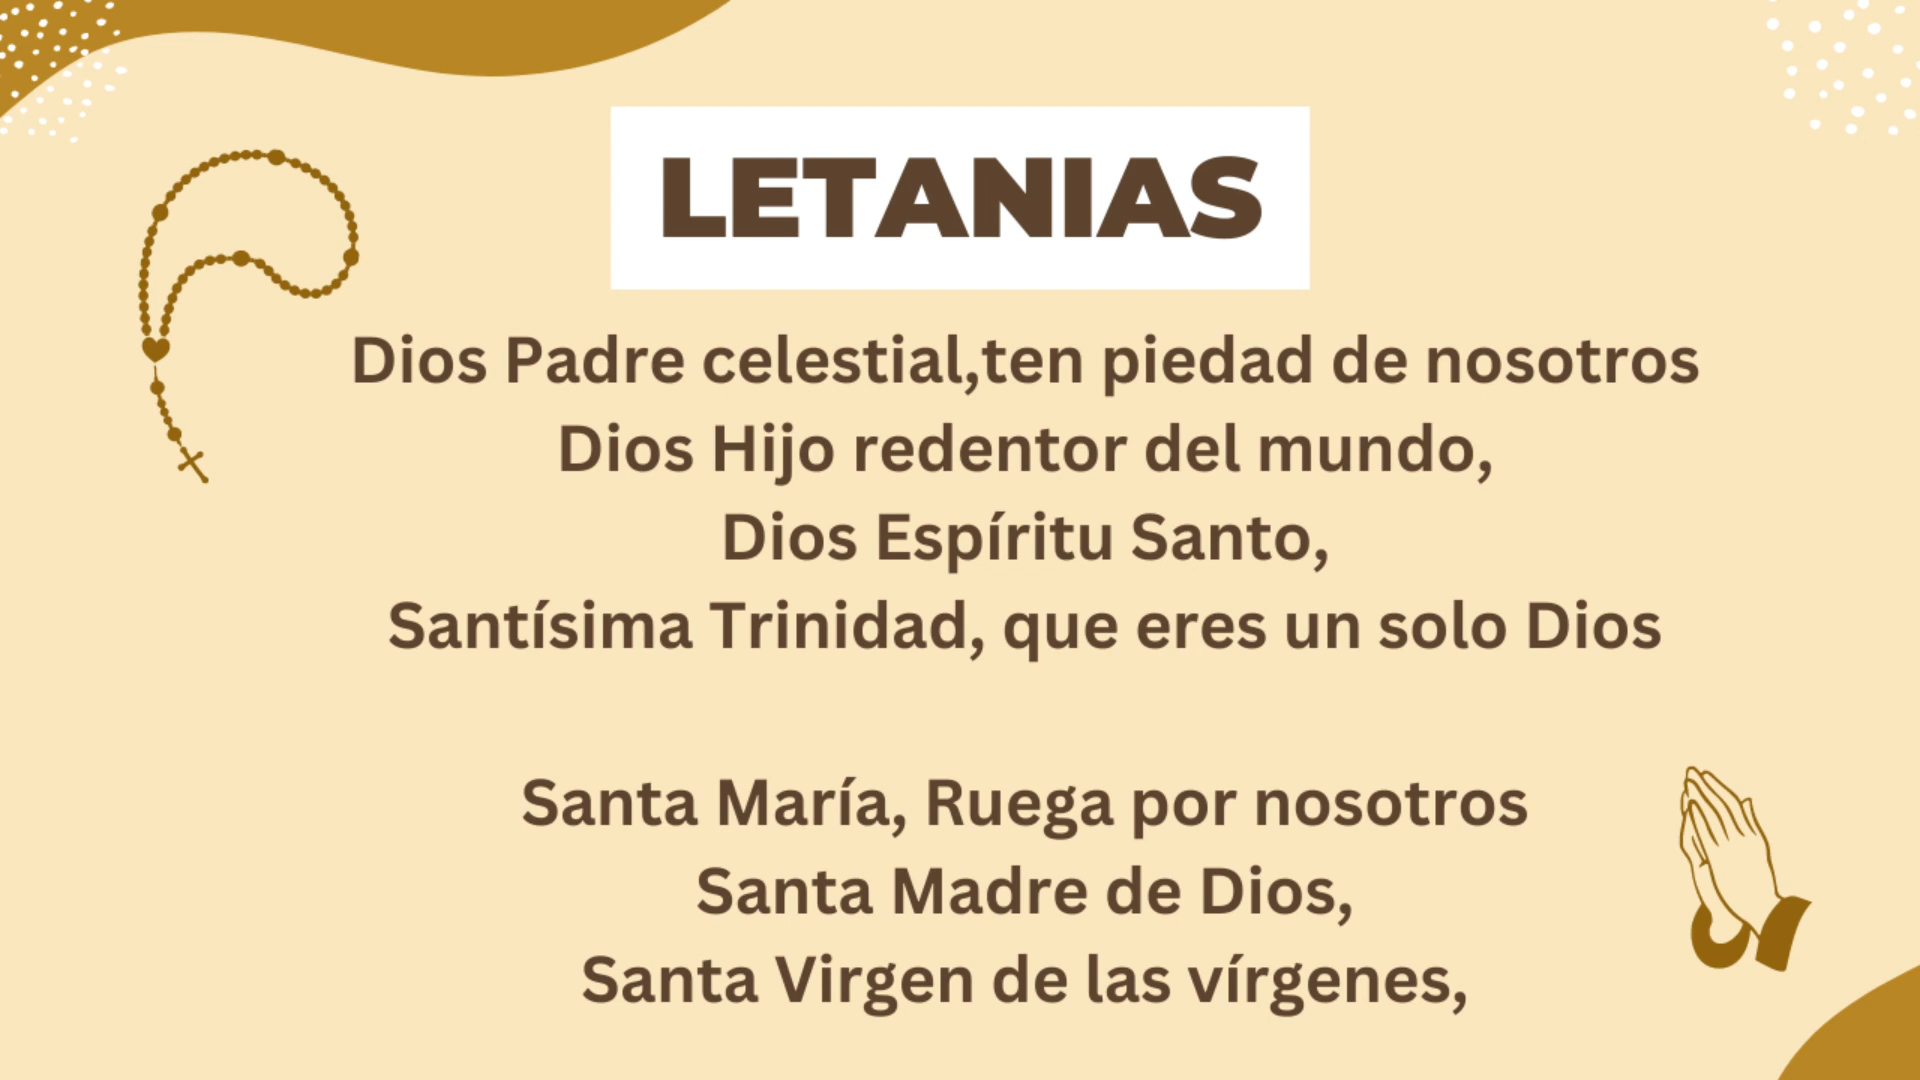 LETANIAS
Dios Padre celestial,ten piedad de nosotros
Dios Hijo redentor del mundo,
Dios Espíritu Santo,
Santísima Trinidad, que eres un solo Dios
Santa María, Ruega por nosotros
Santa Madre de Dios,
Santa Virgen de las vírgenes,